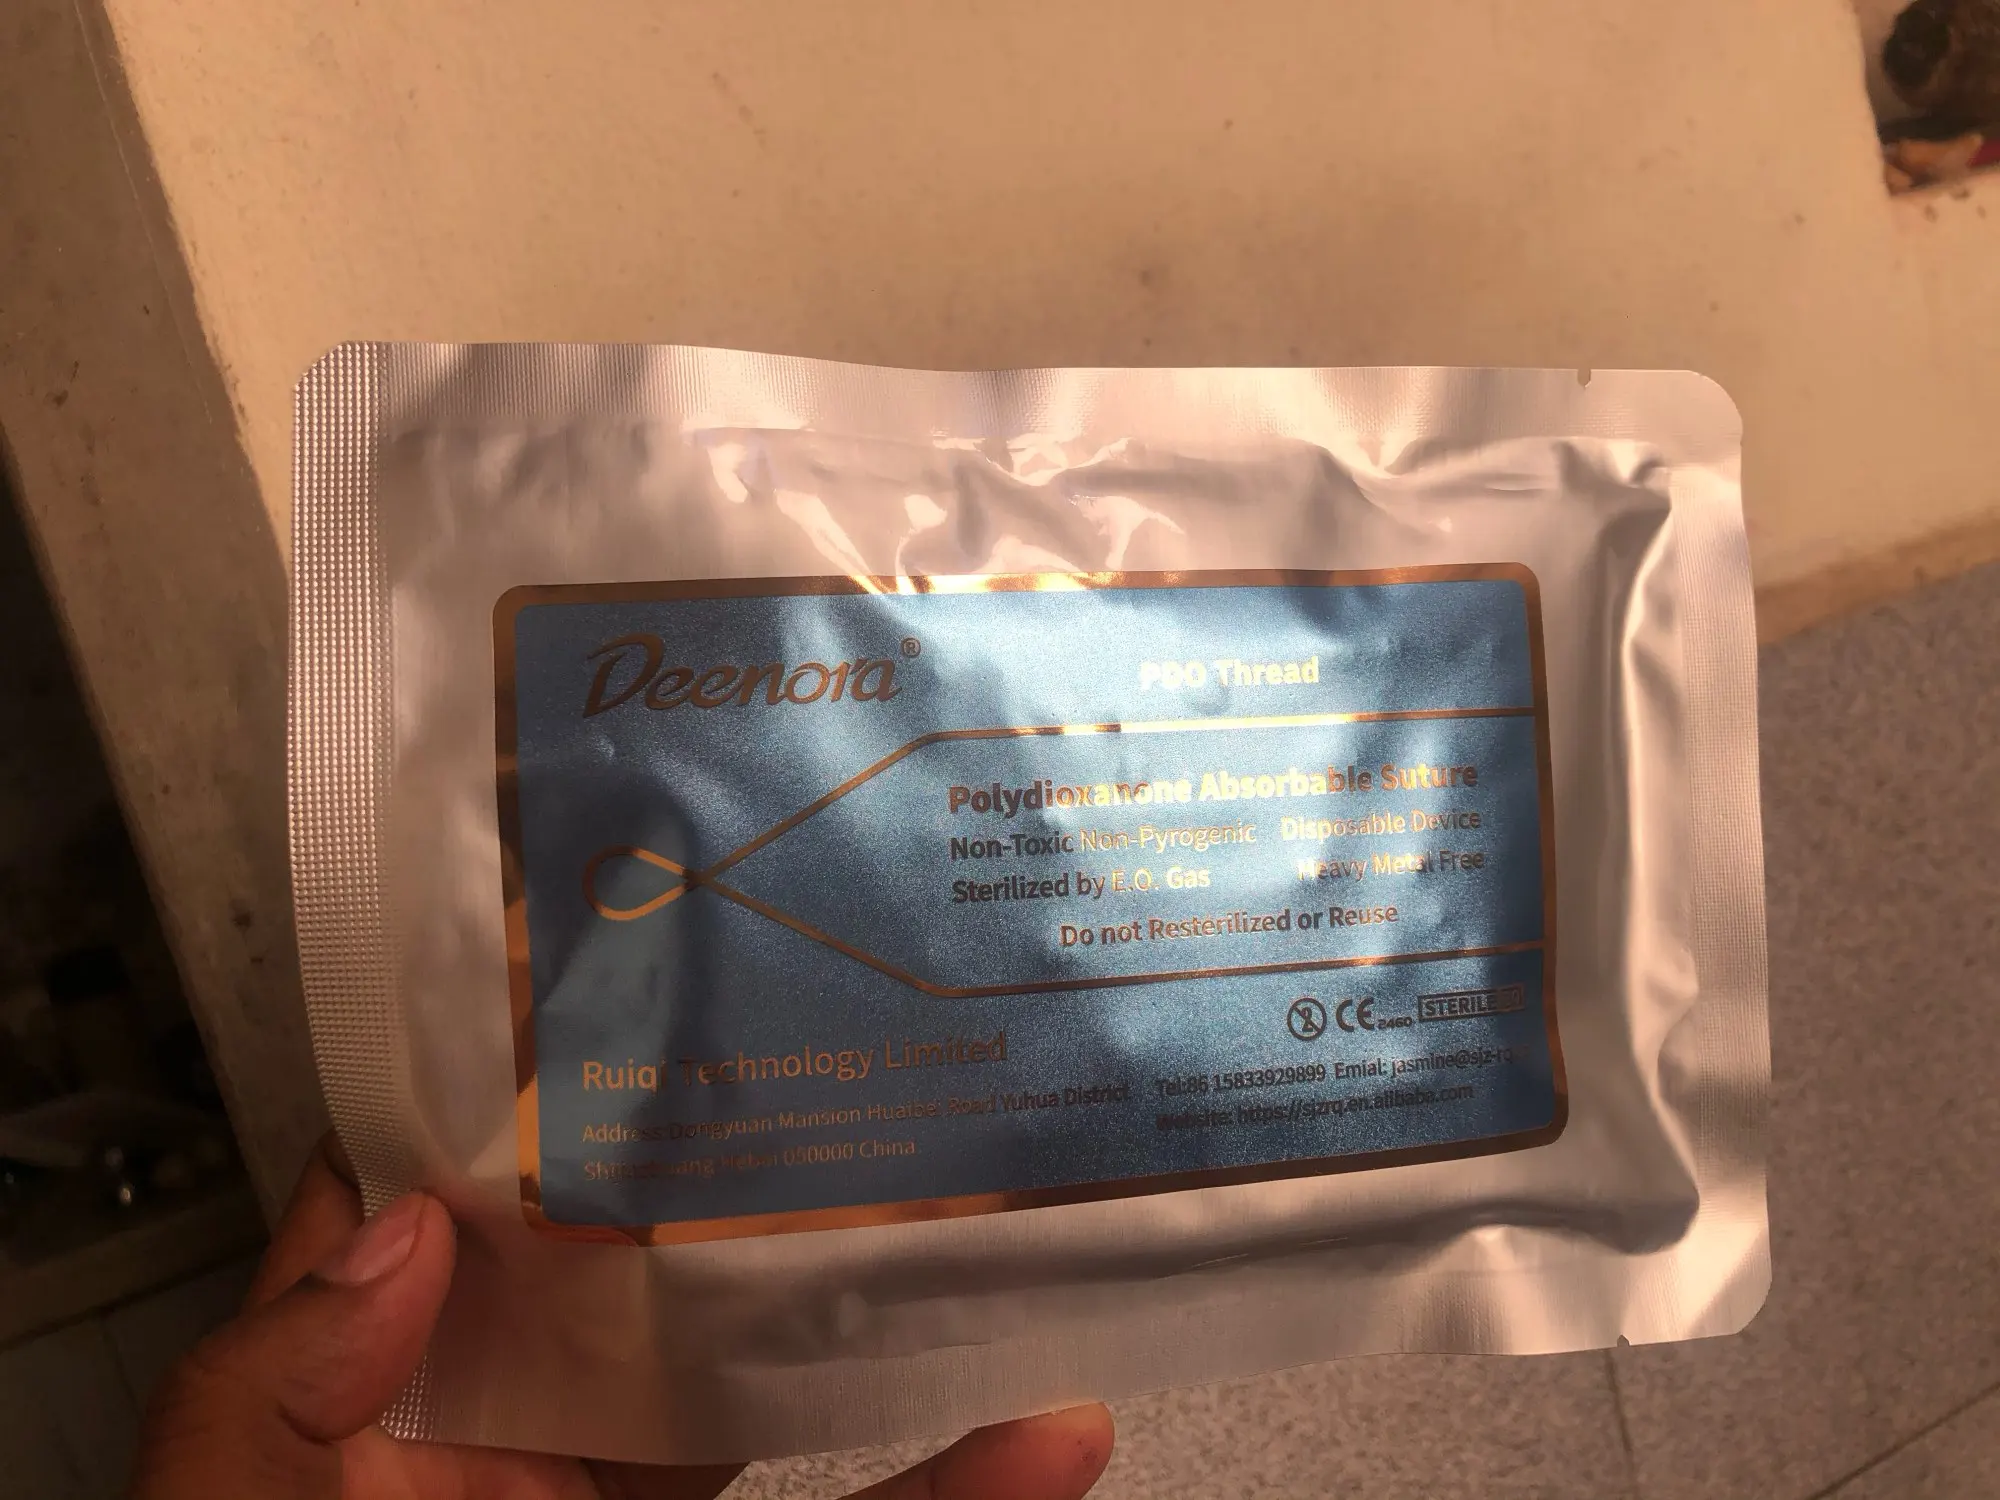 Deenora®
PDO Thread
Polydioxanone Absorbable Suture
Non-Toxic Non-Pyrogenic Disposable Device
Sterilized by E.O. Gas Heavy Metal Free
Do not Resterilized or Reuse
2 CE 2460 STERILE EO
Ruiqi Technology Limited
Address:Dongyuan Mansion Huaibei Road Yuhua District
Shijiazhuang Hebei 050000 China
Tel:86 15833929899 Emial: jasmine@sjz-rq
Website: https://sjzrq.en.alibaba.com